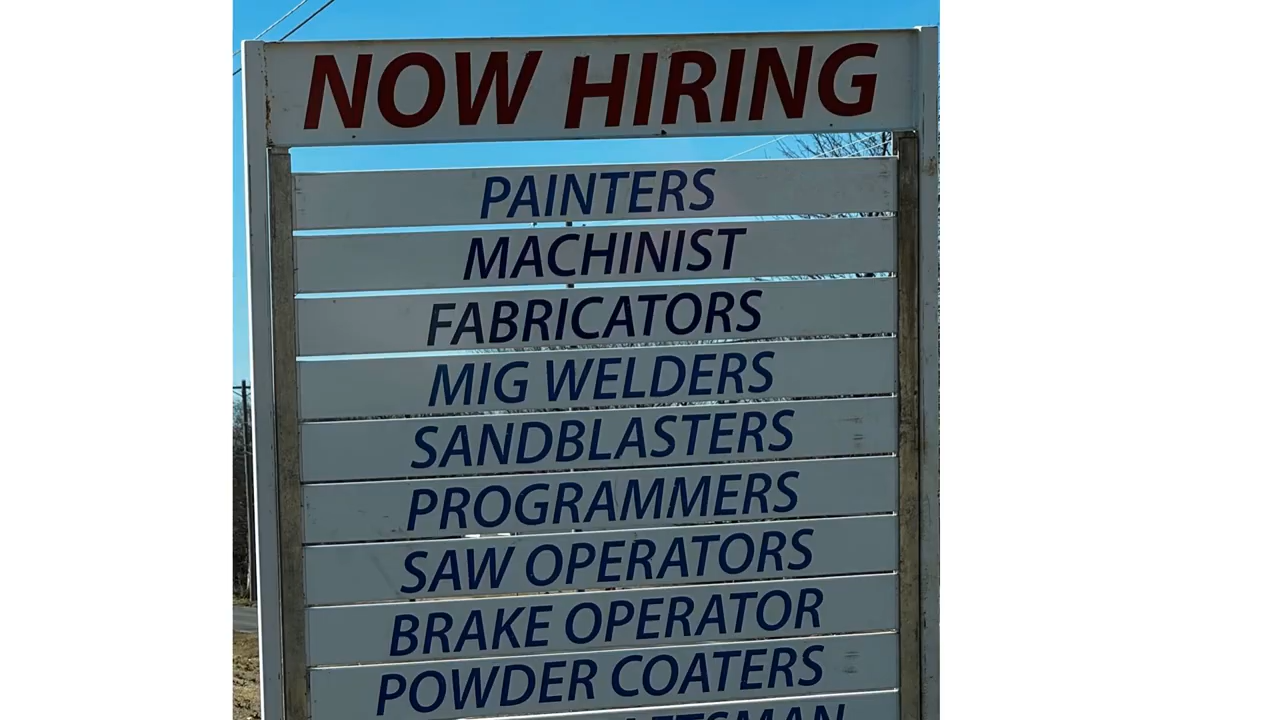 NOW HIRING
PAINTERS
MACHINIST
FABRICATORS
MIG WELDERS
SANDBLASTERS
PROGRAMMERS
SAW OPERATORS
BRAKE OPERATOR
POWDER COATERS